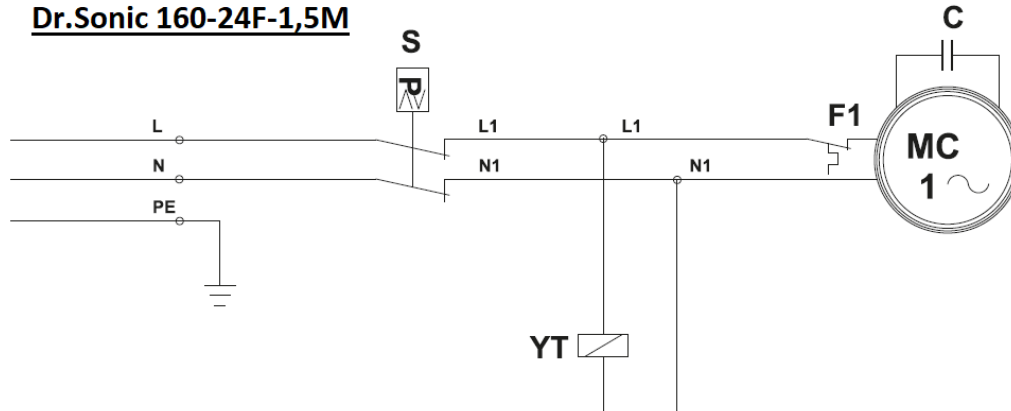 Dr.Sonic 160-24F-1,5M
C
S
P
F1
L
L1
L1
MC
N
N1
N1
1
PE
YT